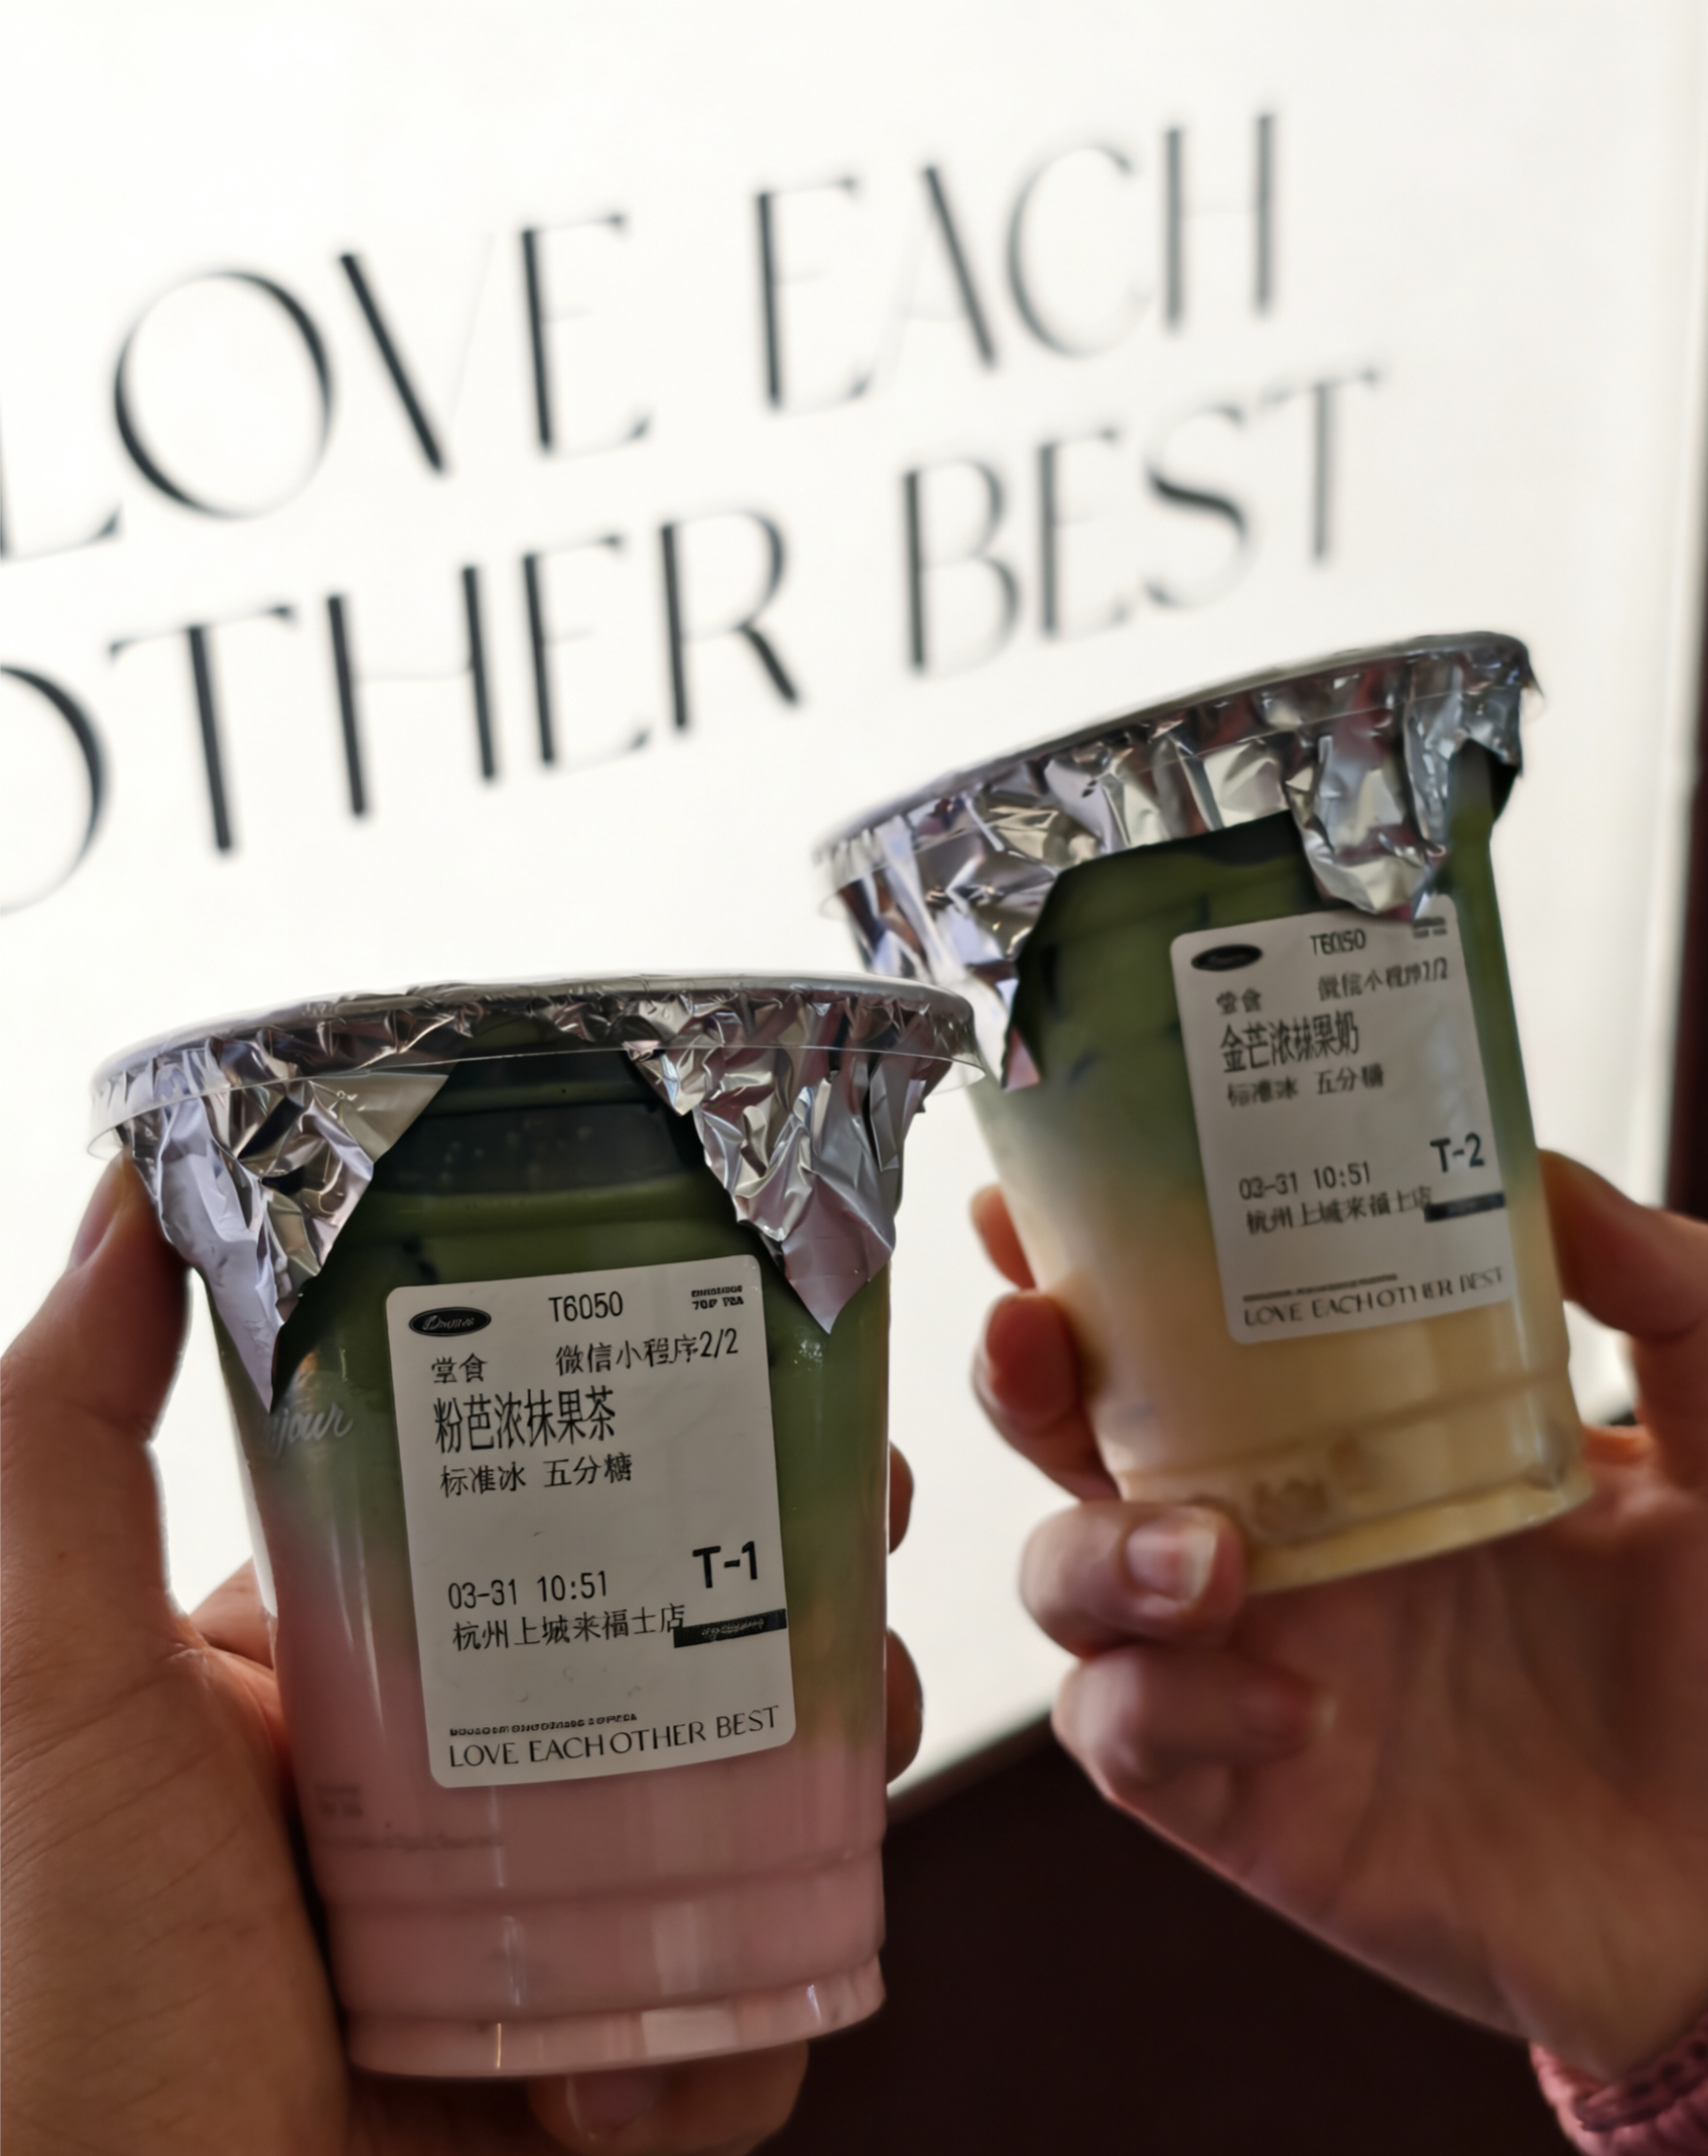 LOVE EACH
OTHER BEST
T6050
堂食 微信小程序2/2
金芒浓抹果奶
标准冰 五分糖
T-2
03-31 10:51
杭州上城来福士店
LOVE EACH OTHER BEST
T6050
TOP TEA
堂食 微信小程序2/2
粉芭浓抹果茶
标准冰 五分糖
T-1
03-31 10:51
杭州上城来福士店
LOVE EACH OTHER BEST